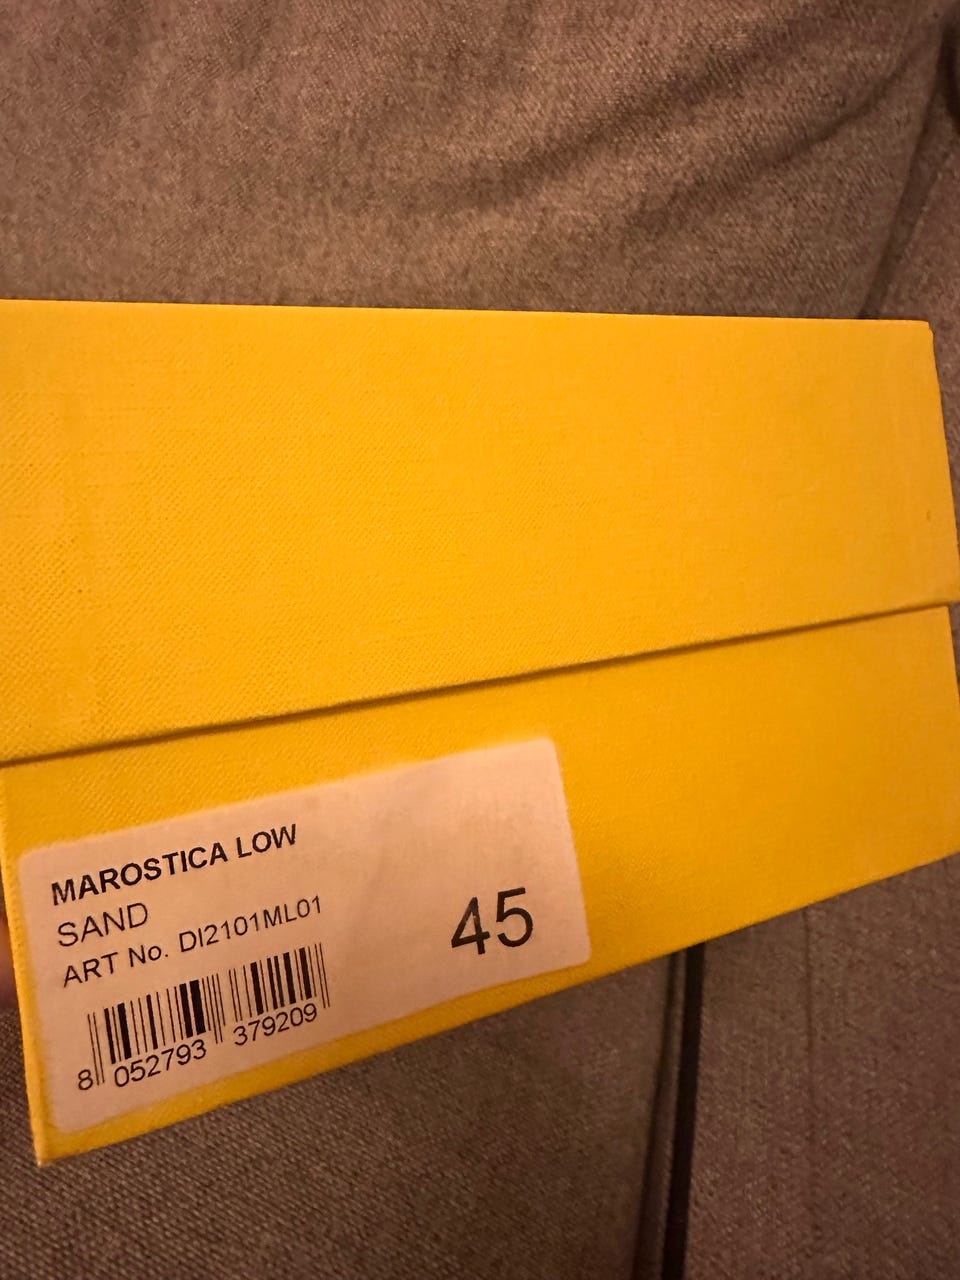 MAROSTICA LOW
SAND
ART No. DI2101ML01
45
8 052793 379209